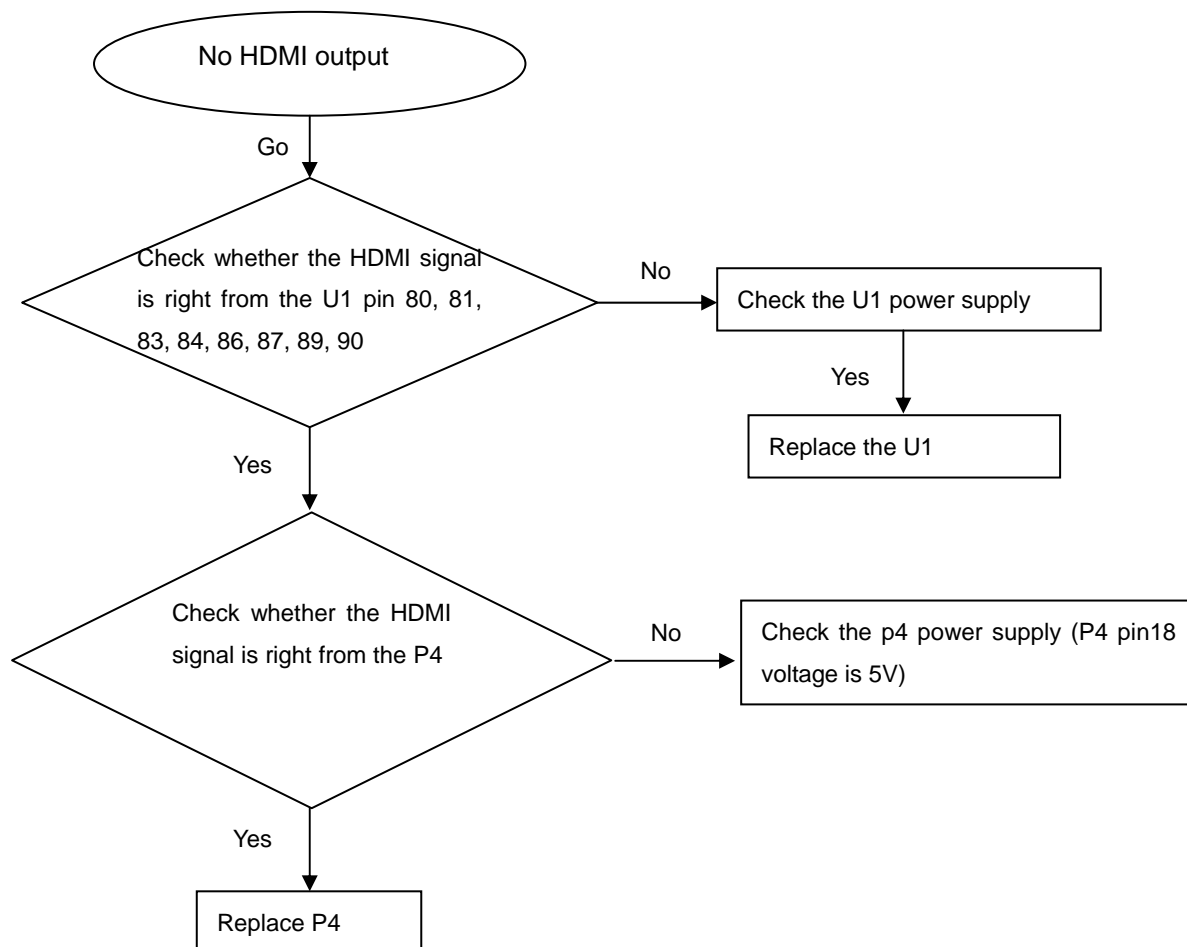 No HDMI output
Go
Check whether the HDMI signal
is right from the U1 pin 80, 81,
83, 84, 86, 87, 89, 90
No
Check the U1 power supply
Yes
Replace the U1
Yes
Check whether the HDMI
signal is right from the P4
No
Check the p4 power supply (P4 pin18
voltage is 5V)
Yes
Replace P4